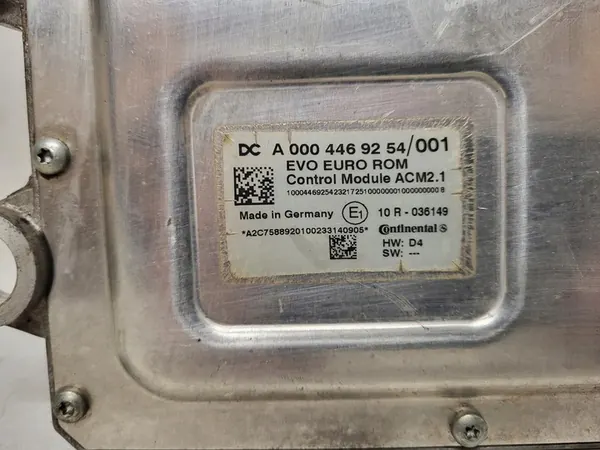 DC A 000 446 92 54/001
EVO EURO ROM
Control Module ACM2.1
10004469254232172510000000100000000 8
Made in Germany E1 10 R - 036149
*A2C7588920100233140905* Continental
HW: D4
SW: ---